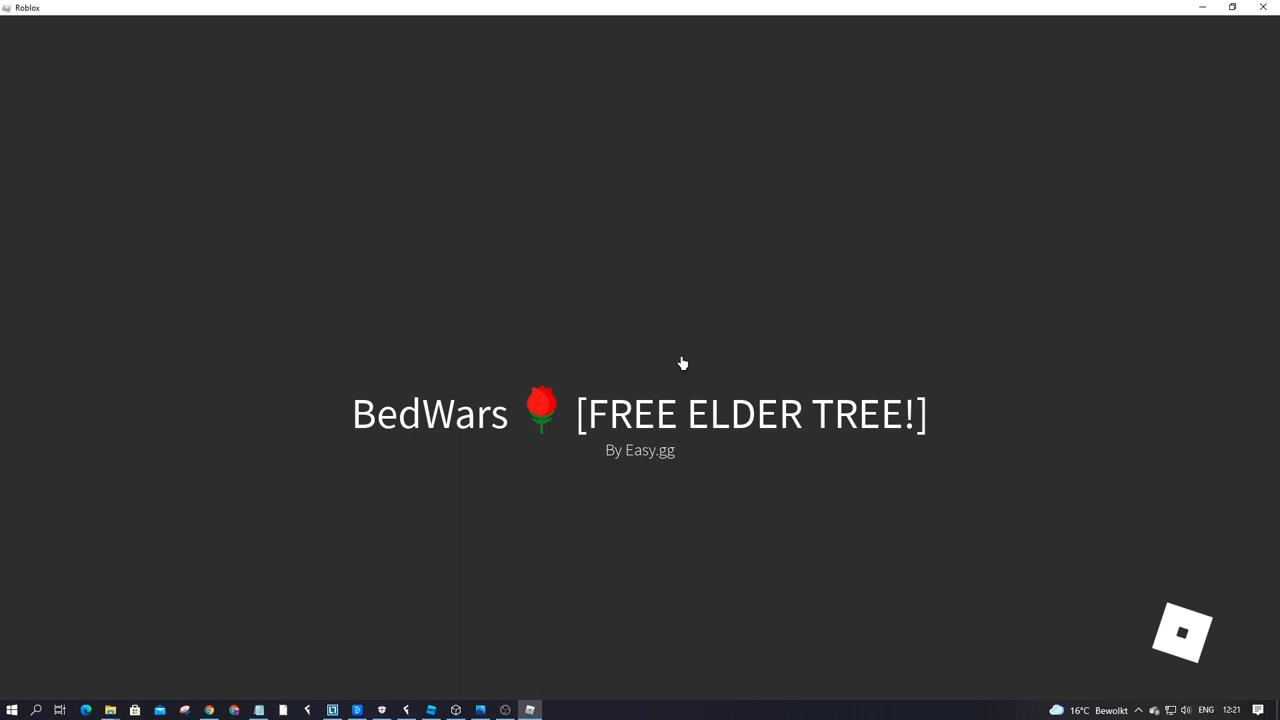 Roblox
BedWars 🌹 [FREE ELDER TREE!]
By Easy.gg
16°C Bewolkt
ENG
12:21